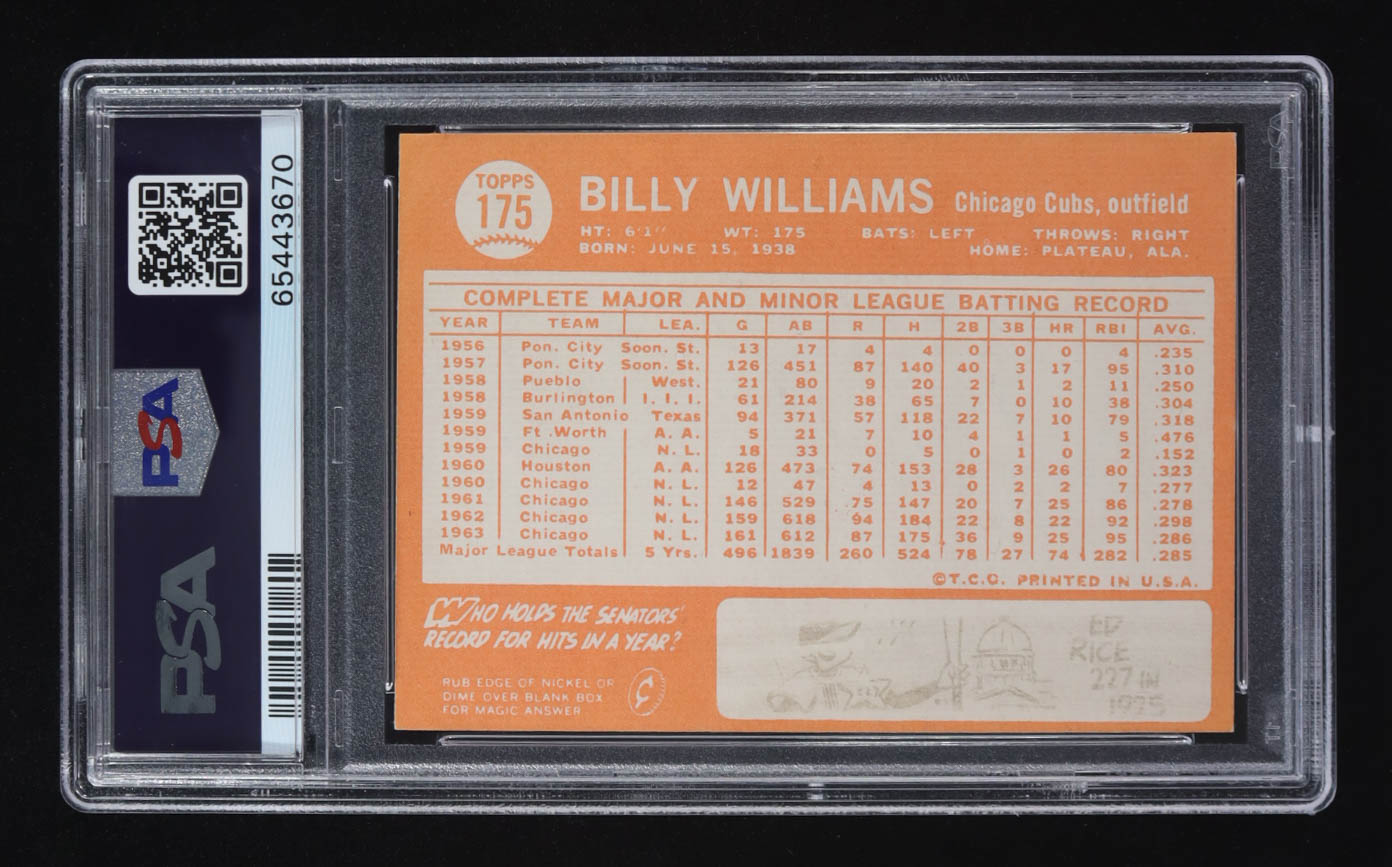 65443670
PSA
PSA
TOPPS
175
BILLY WILLIAMS Chicago Cubs, outfield
HT: 6'1" WT: 175 BATS: LEFT THROWS: RIGHT
BORN: JUNE 15, 1938 HOME: PLATEAU, ALA.
COMPLETE MAJOR AND MINOR LEAGUE BATTING RECORD
YEAR TEAM LEA. G AB R H 2B 3B HR RBI AVG.
1956 Pon. City Soon. St. 13 17 4 4 0 0 0 4 .235
1957 Pon. City Soon. St. 126 451 87 140 40 3 17 95 .310
1958 Pueblo West. 21 80 9 20 2 1 2 11 .250
1958 Burlington I. I. I. 61 214 38 65 7 0 10 38 .304
1959 San Antonio Texas 94 371 57 118 22 7 10 79 .318
1959 Ft .Worth A. A. 5 21 7 10 4 1 1 5 .476
1959 Chicago N. L. 18 33 0 5 0 1 0 2 .152
1960 Houston A. A. 126 473 74 153 28 3 26 80 .323
1960 Chicago N. L. 12 47 4 13 0 2 2 7 .277
1961 Chicago N. L. 146 529 75 147 20 7 25 86 .278
1962 Chicago N. L. 159 618 94 184 22 8 22 92 .298
1963 Chicago N. L. 161 612 87 175 36 9 25 95 .286
Major League Totals 5 Yrs. 496 1839 260 524 78 27 74 282 .285
©T.C.G. PRINTED IN U.S.A.
WHO HOLDS THE SENATORS'
RECORD FOR HITS IN A YEAR?
RUB EDGE OF NICKEL OR
DIME OVER BLANK BOX
FOR MAGIC ANSWER
ED
RICE
227 IN
1925